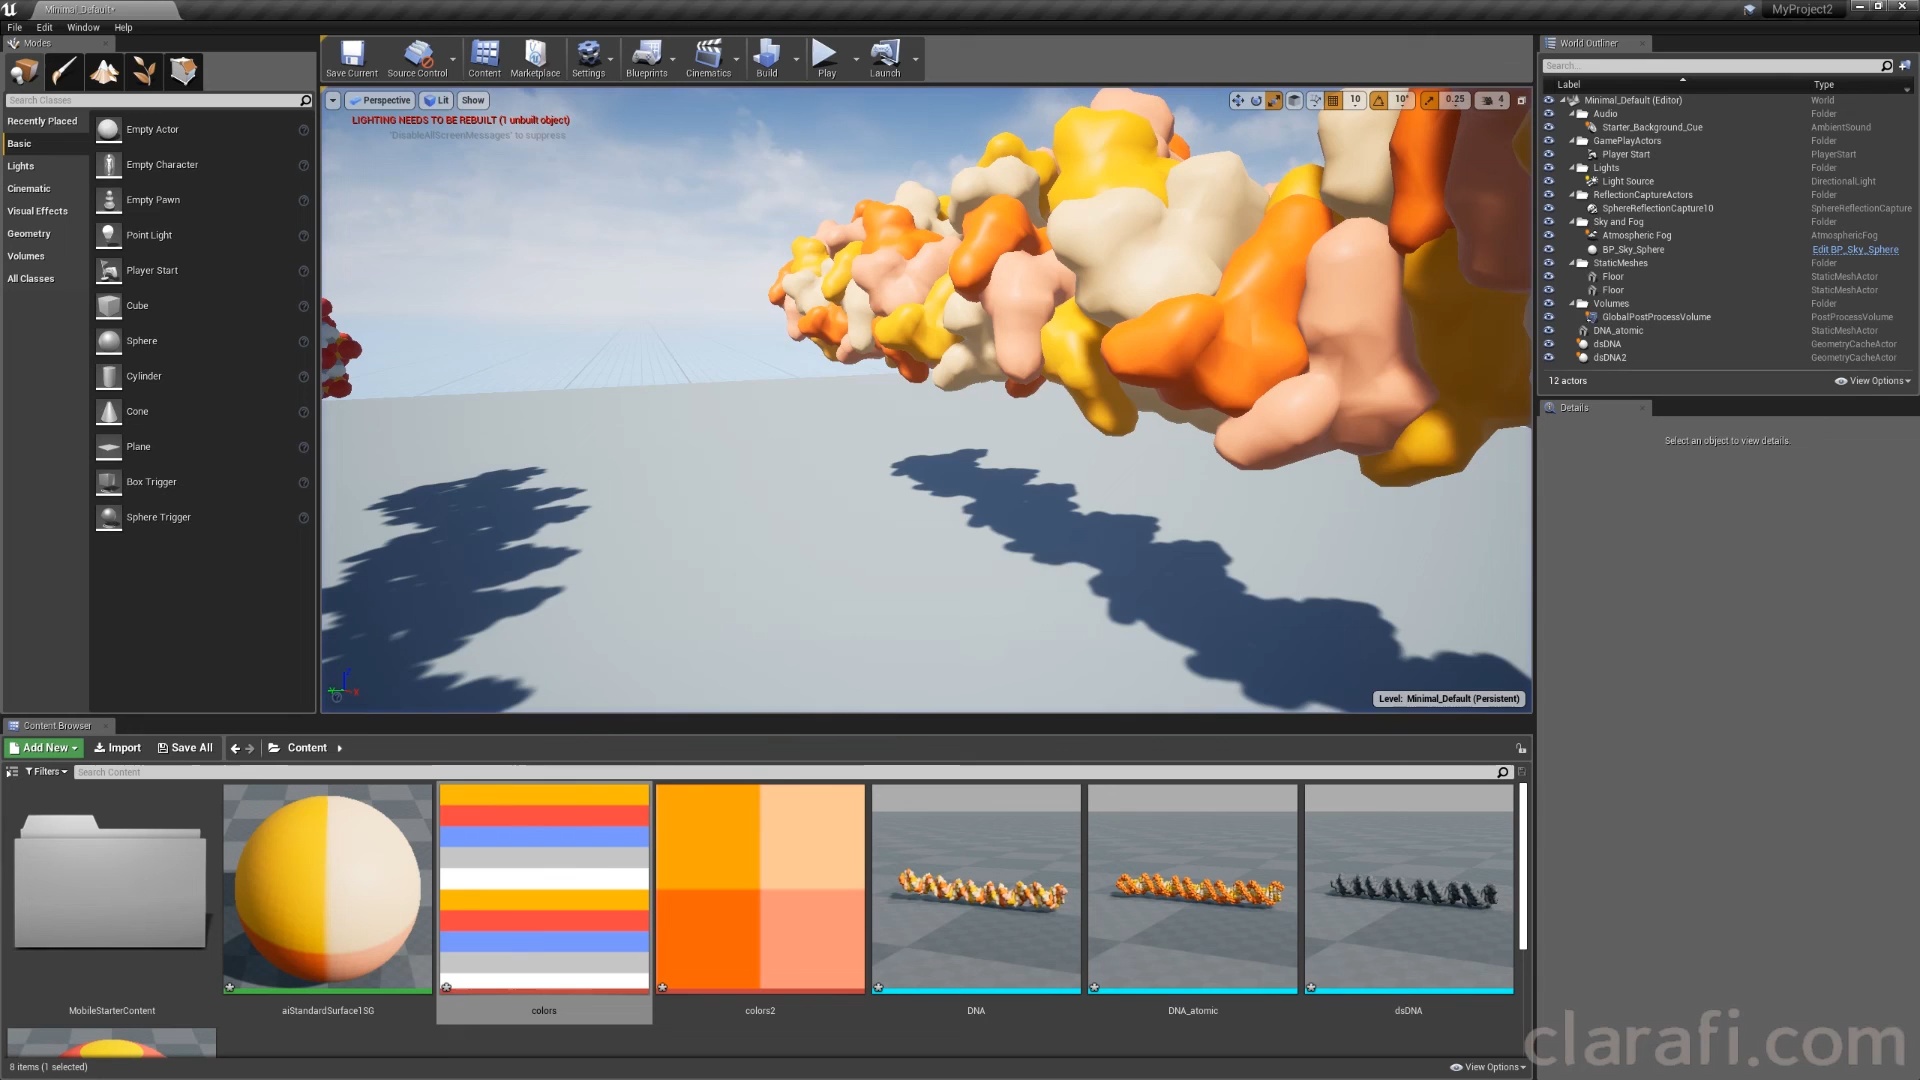 Minimal_Default*
MyProject2
File Edit Window Help
Modes
Search Classes
Recently Placed
Basic
Lights
Cinematic
Visual Effects
Geometry
Volumes
All Classes
Empty Actor
Empty Character
Empty Pawn
Point Light
Player Start
Cube
Sphere
Cylinder
Cone
Plane
Box Trigger
Sphere Trigger
Save Current Source Control Content Marketplace Settings Blueprints Cinematics Build Play Launch
Perspective Lit Show
10 10° 0.25 4
LIGHTING NEEDS TO BE REBUILT (1 unbuilt object)
'DisableAllScreenMessages' to suppress
Level: Minimal_Default (Persistent)
World Outliner
Search...
Label Type
Minimal_Default (Editor) World
Audio Folder
Starter_Background_Cue AmbientSound
GamePlayActors Folder
Player Start PlayerStart
Lights Folder
Light Source DirectionalLight
ReflectionCaptureActors Folder
SphereReflectionCapture10 SphereReflectionCapture
Sky and Fog Folder
Atmospheric Fog AtmosphericFog
BP_Sky_Sphere Edit BP_Sky_Sphere
StaticMeshes Folder
Floor StaticMeshActor
Floor StaticMeshActor
Volumes Folder
GlobalPostProcessVolume PostProcessVolume
DNA_atomic StaticMeshActor
dsDNA GeometryCacheActor
dsDNA2 GeometryCacheActor
12 actors View Options
Details
Select an object to view details.
Content Browser
Add New Import Save All Content
Filters Search Content
MobileStarterContent aiStandardSurface1SG colors colors2 DNA DNA_atomic dsDNA
8 items (1 selected) View Options
clarafi.com